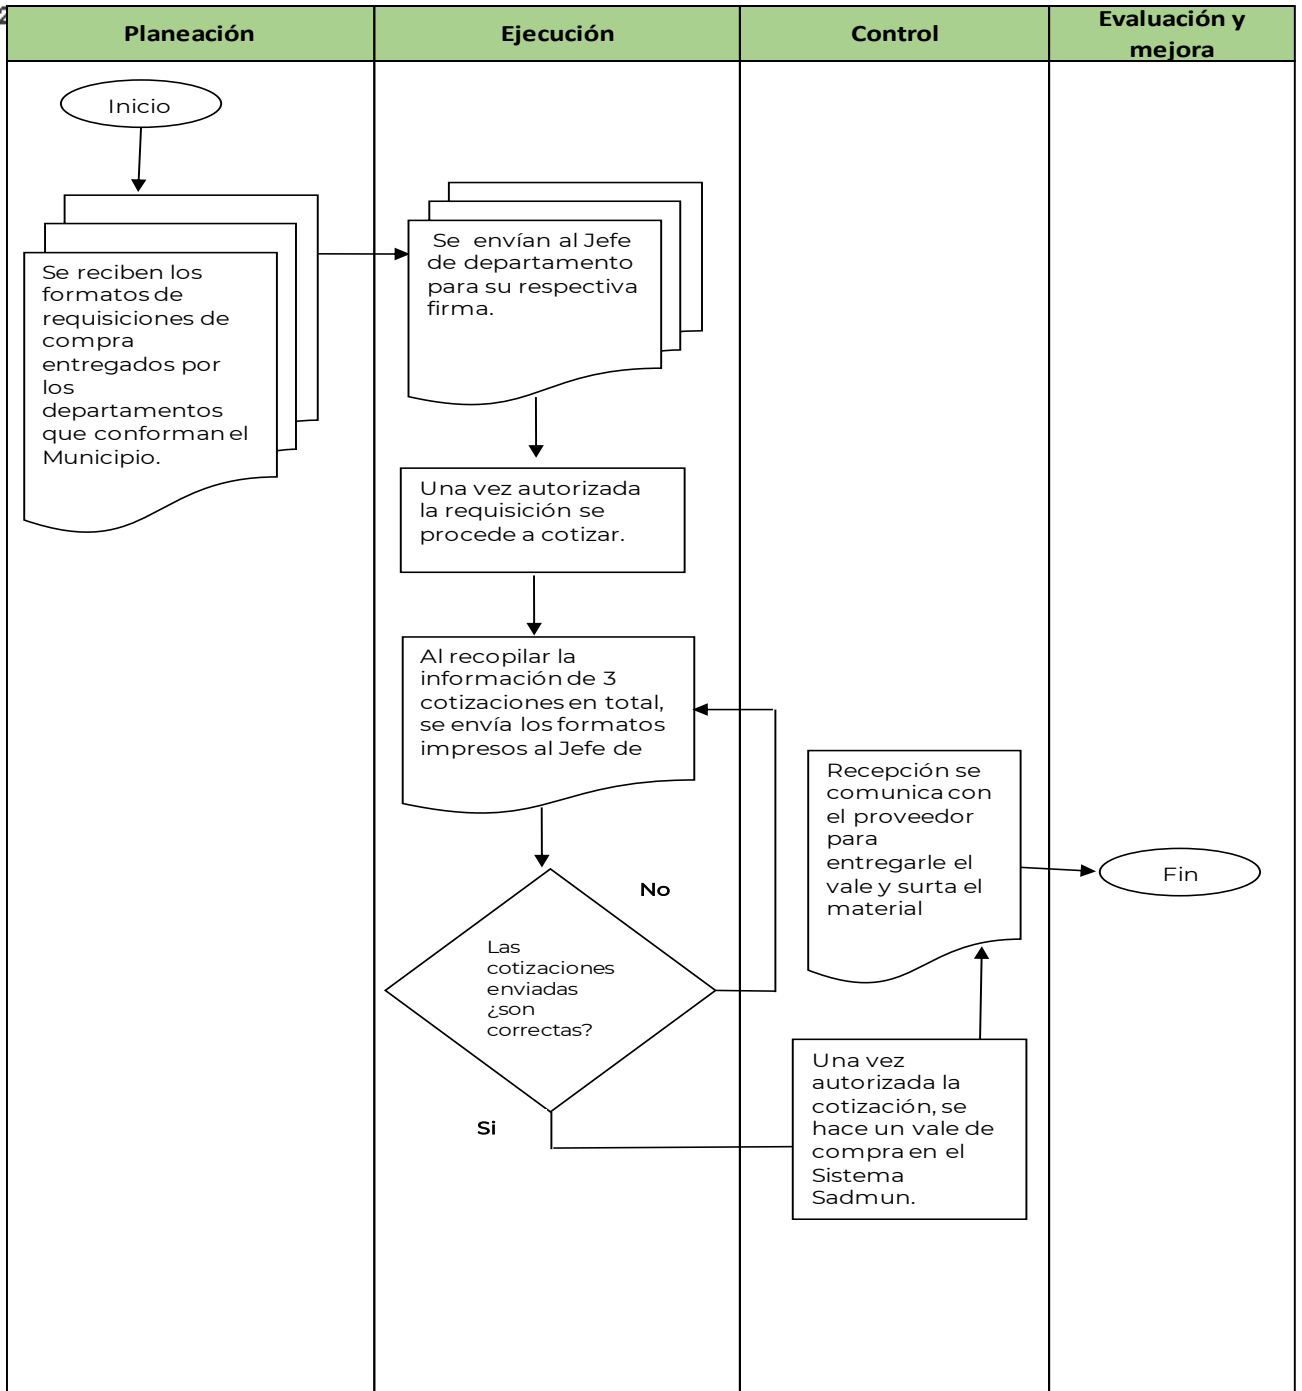 Planeación
Ejecución
Control
Evaluación y
mejora
Inicio
Se reciben los
formatos de
requisiciones de
compra
entregados por
los
departamentos
que conforman el
Municipio.
Se envían al Jefe
de departamento
para su respectiva
firma.
Una vez autorizada
la requisición se
procede a cotizar.
Al recopilar la
información de 3
cotizaciones en total,
se envía los formatos
impresos al Jefe de
Las
cotizaciones
enviadas
¿son
correctas?
No
Si
Una vez
autorizada la
cotización, se
hace un vale de
compra en el
Sistema
Sadmun.
Recepción se
comunica con
el proveedor
para
entregarle el
vale y surta el
material
Fin